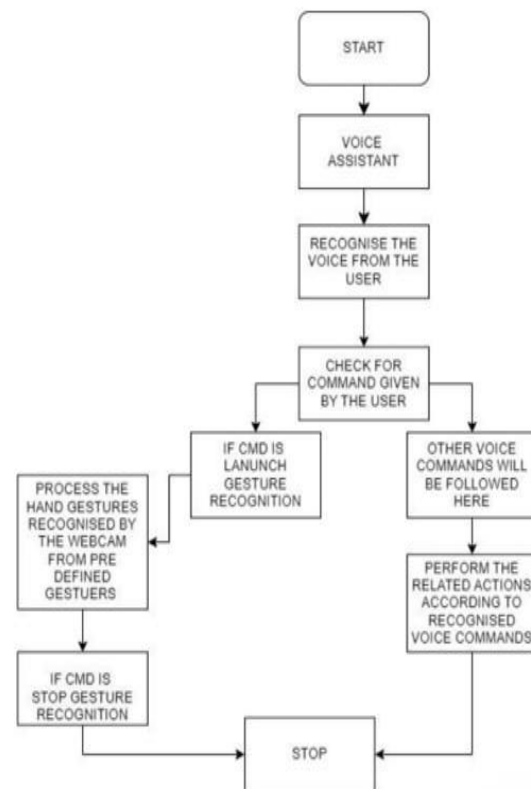 START
VOICE
ASSISTANT
RECOGNISE THE
VOICE FROM THE
USER
CHECK FOR
COMMAND GIVEN
BY THE USER
IF CMD IS
LANUNCH
GESTURE
RECOGNITION
OTHER VOICE
COMMANDS WILL
BE FOLLOWED
HERE
PROCESS THE
HAND GESTURES
RECOGNISED BY
THE WEBCAM
FROM PRE
DEFINED
GESTUERS
PERFORM THE
RELATED ACTIONS
ACCORDING TO
RECOGNISED
VOICE COMMANDS
IF CMD IS
STOP GESTURE
RECOGNITION
STOP